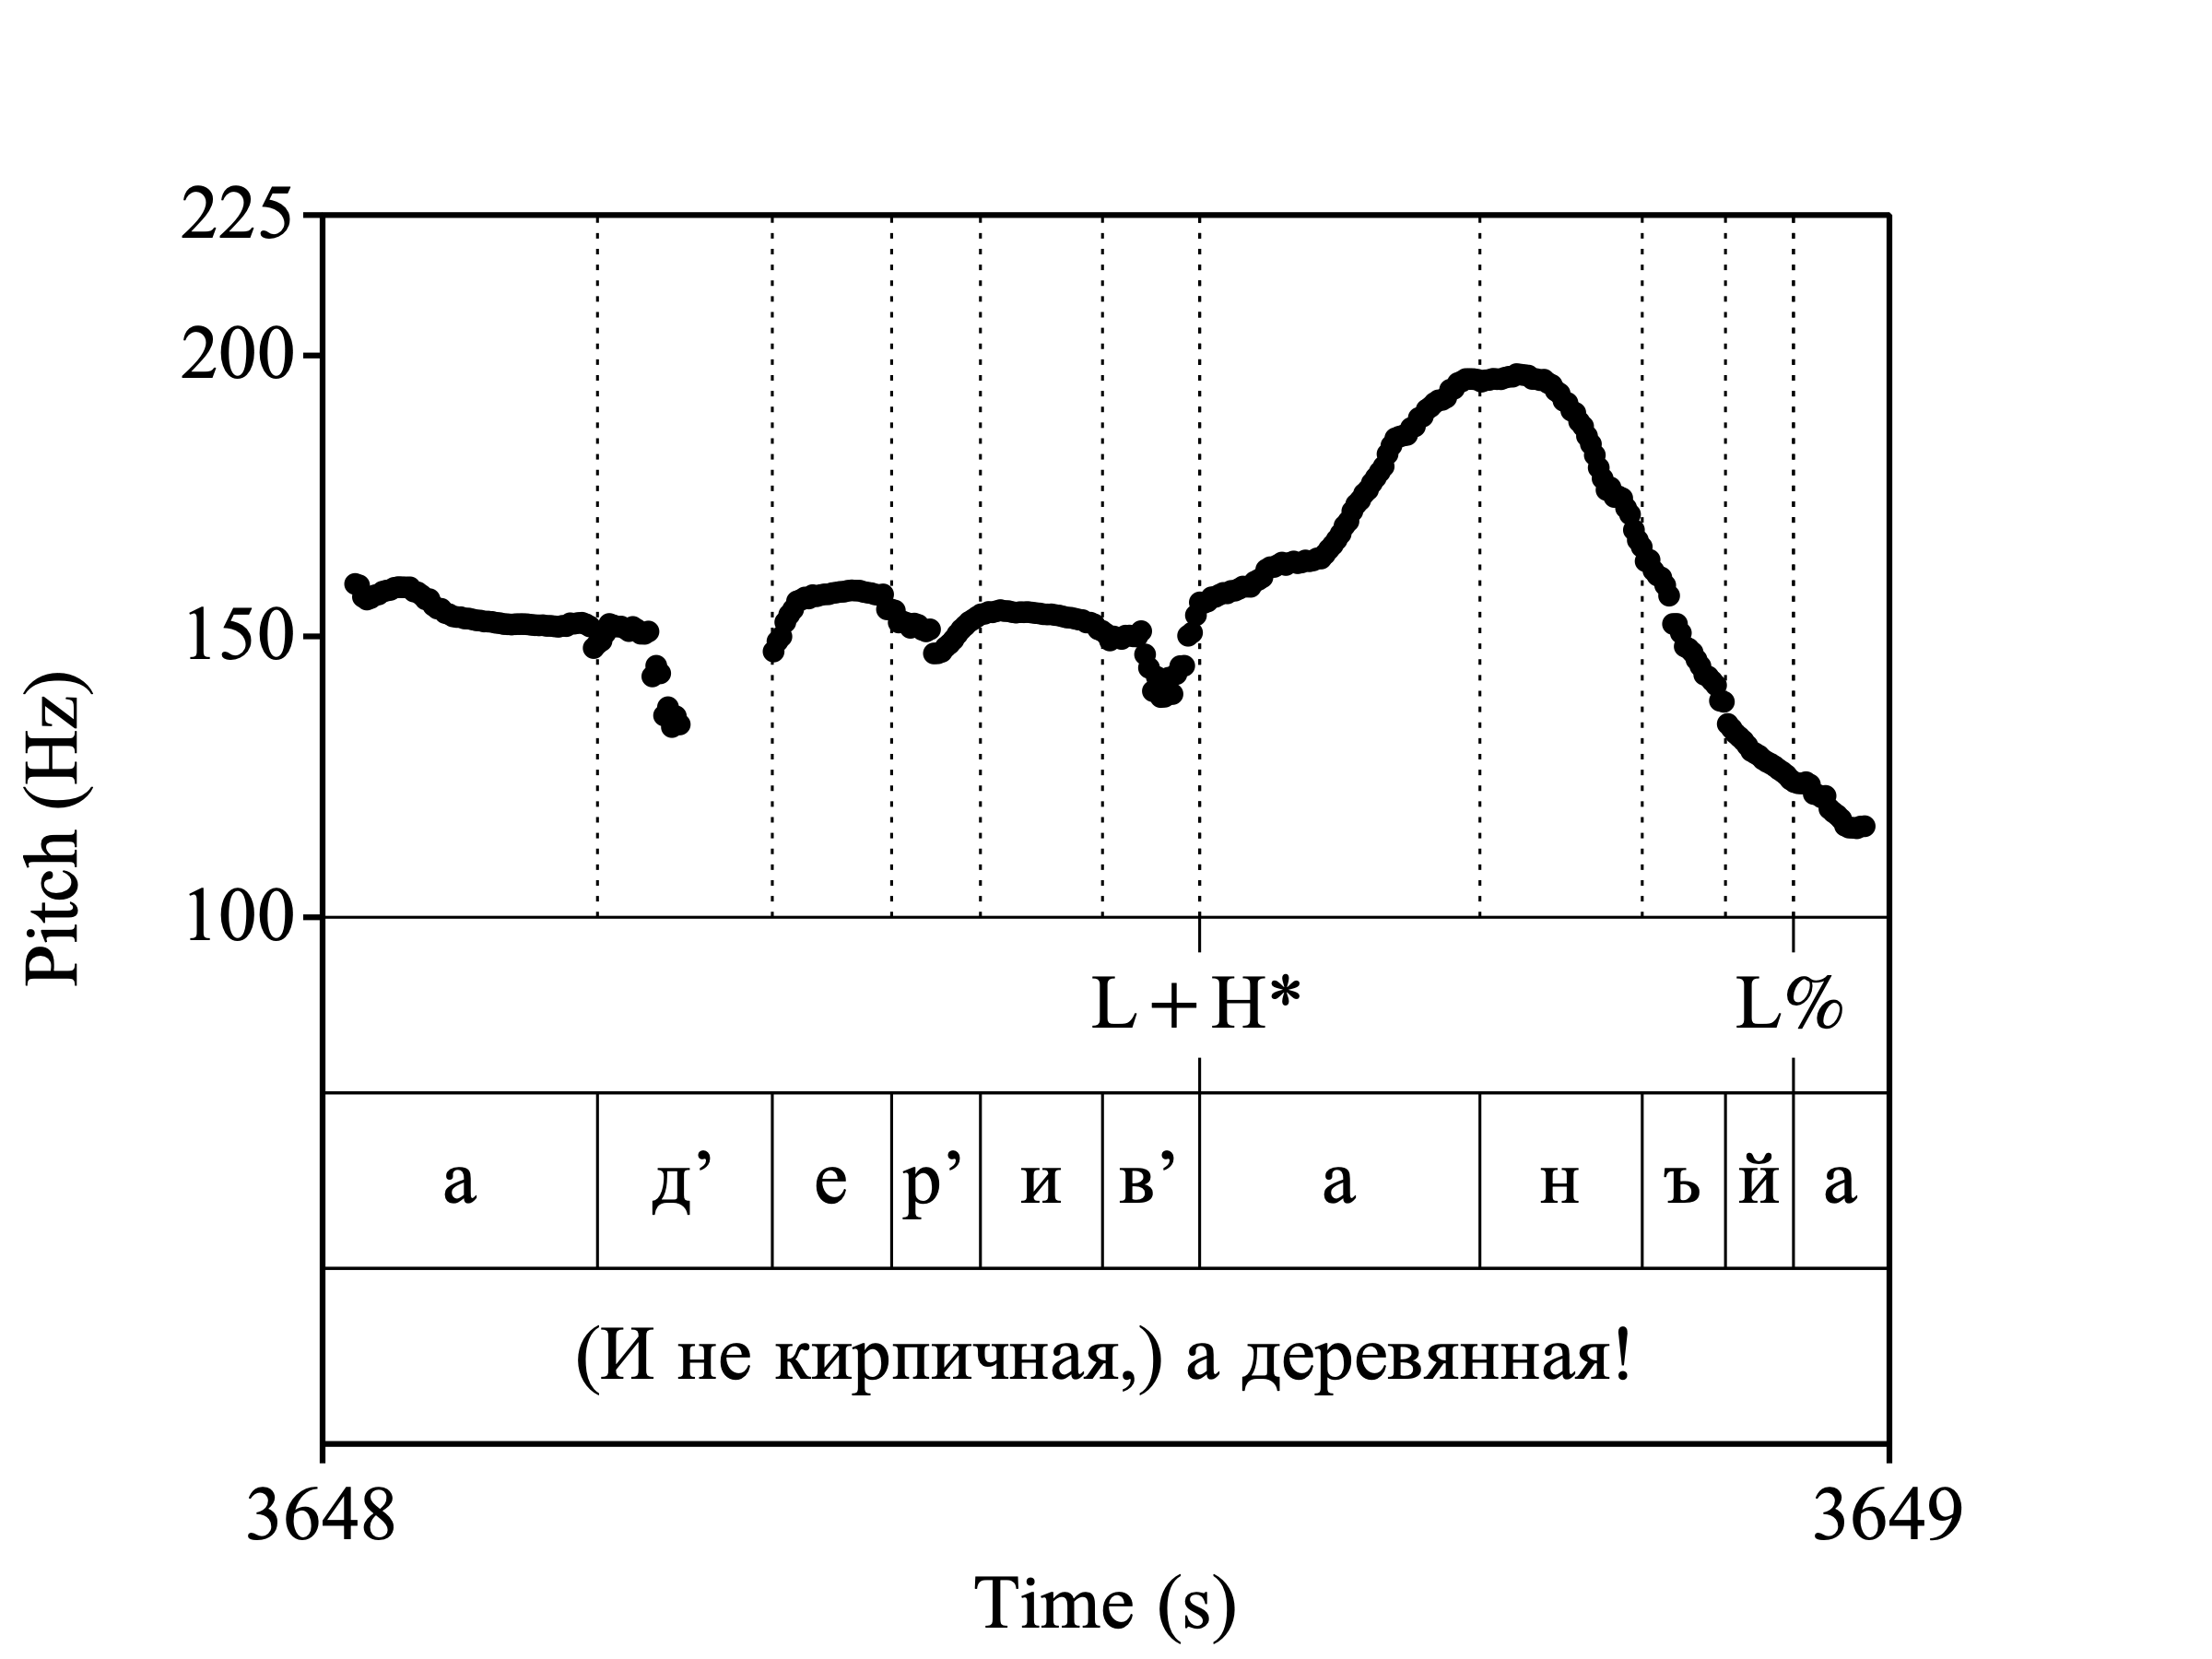 225
200
150
100
Pitch (Hz)
L+H* L%
а д’ е р’ и в’ а н ъ й а
(И не кирпичная,) а деревянная!
3648 3649
Time (s)